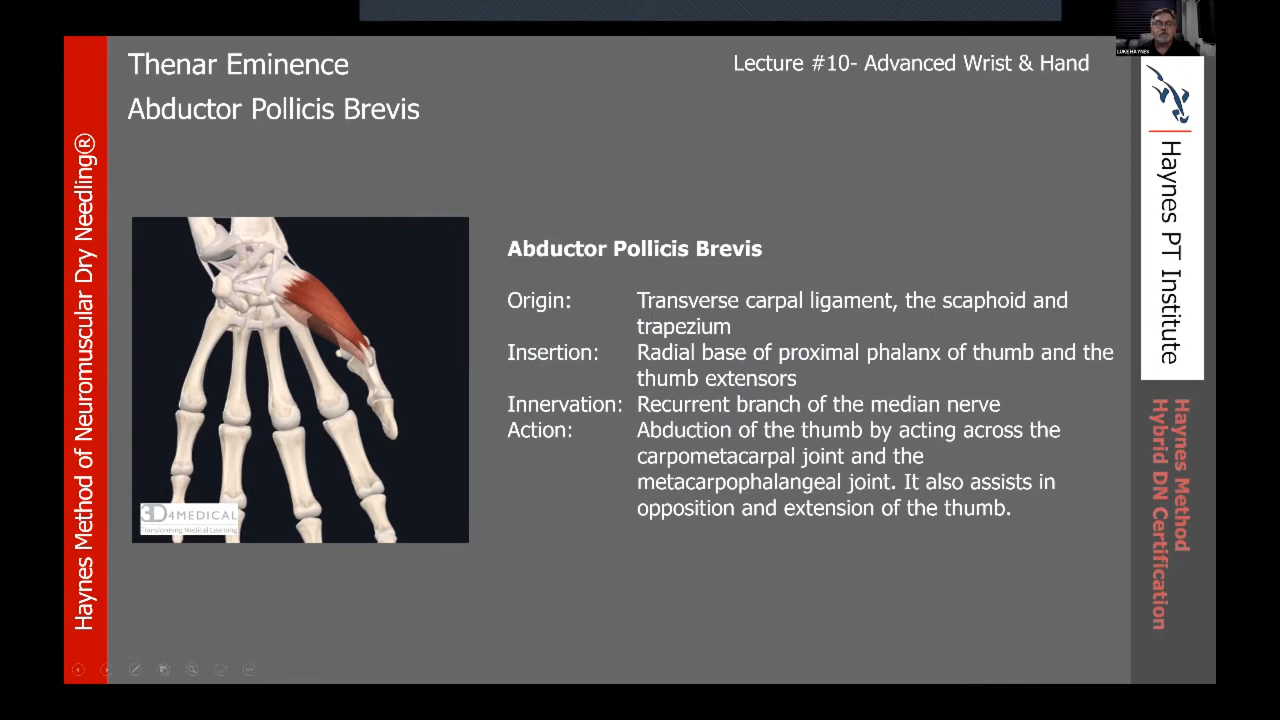 LUKE HAYNES
Thenar Eminence
Abductor Pollicis Brevis
Lecture #10- Advanced Wrist & Hand
Haynes Method of Neuromuscular Dry Needling®
Abductor Pollicis Brevis
Origin: Transverse carpal ligament, the scaphoid and
trapezium
Insertion: Radial base of proximal phalanx of thumb and the
thumb extensors
Innervation: Recurrent branch of the median nerve
Action: Abduction of the thumb by acting across the
carpometacarpal joint and the
metacarpophalangeal joint. It also assists in
opposition and extension of the thumb.
3D4MEDICAL
Transforming Medical Learning
Haynes PT Institute
Haynes Method
Hybrid DN Certification